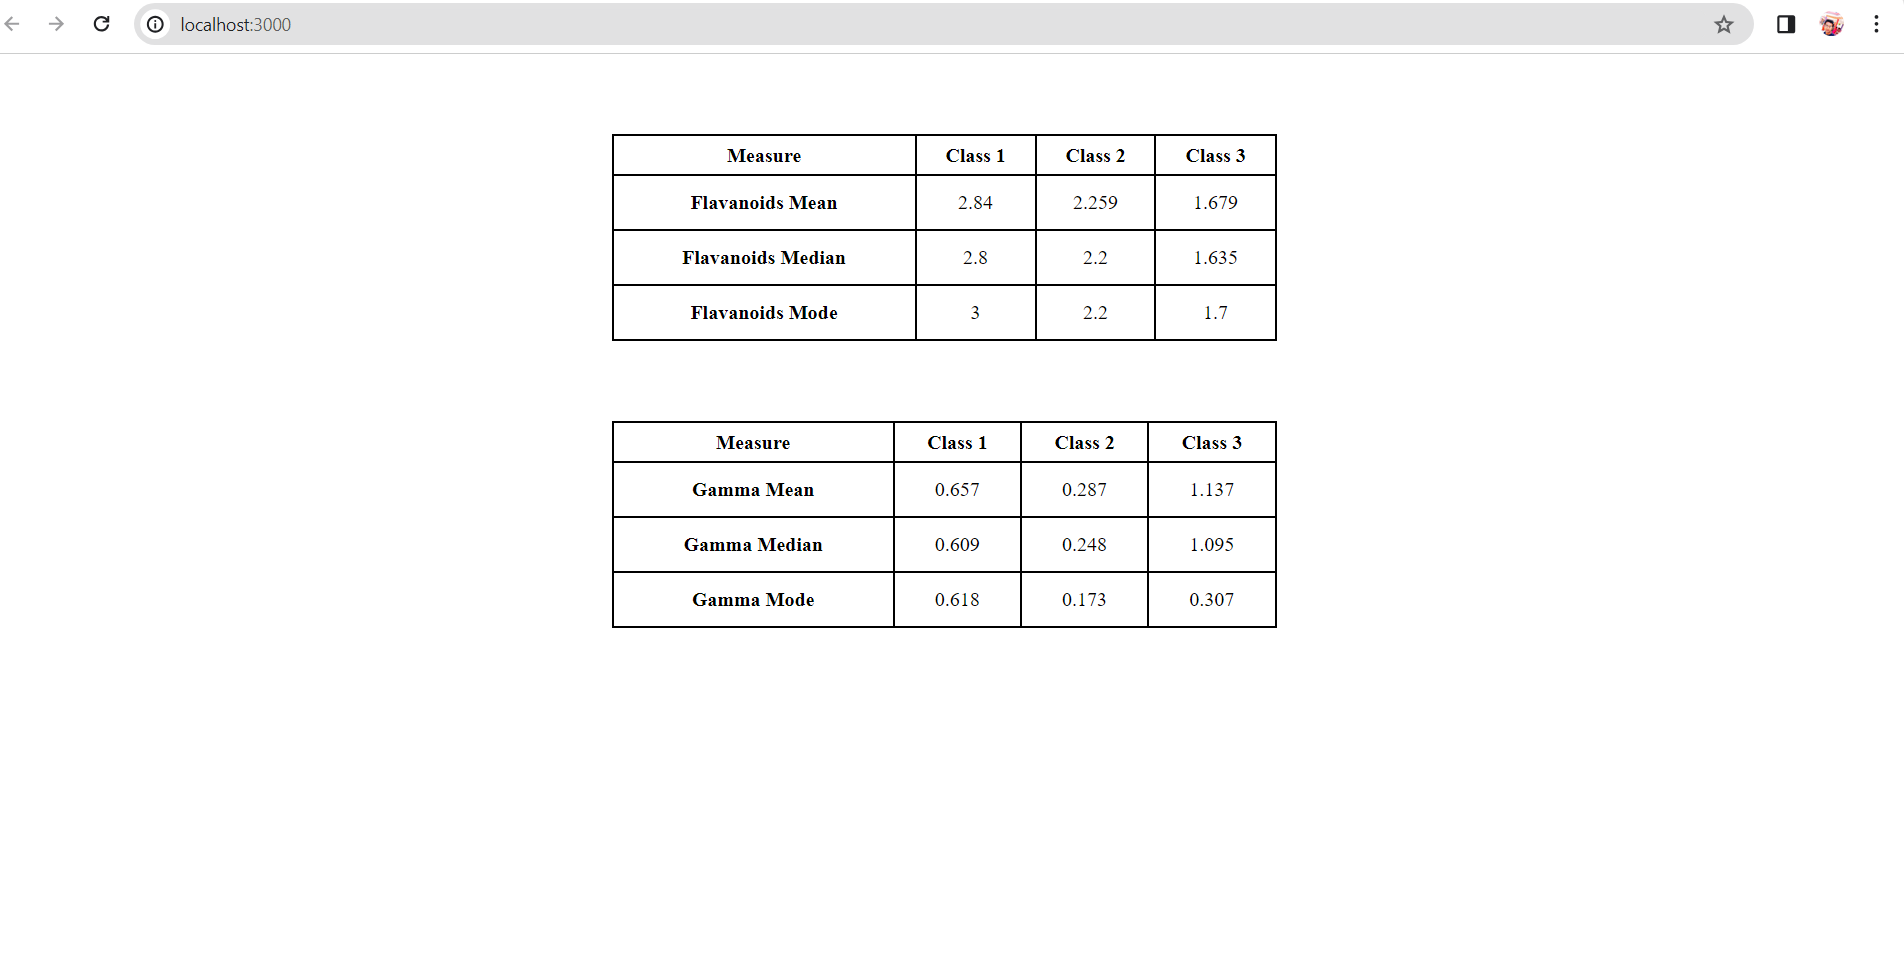 localhost:3000
Measure Class 1 Class 2 Class 3
Flavanoids Mean 2.84 2.259 1.679
Flavanoids Median 2.8 2.2 1.635
Flavanoids Mode 3 2.2 1.7
Measure Class 1 Class 2 Class 3
Gamma Mean 0.657 0.287 1.137
Gamma Median 0.609 0.248 1.095
Gamma Mode 0.618 0.173 0.307